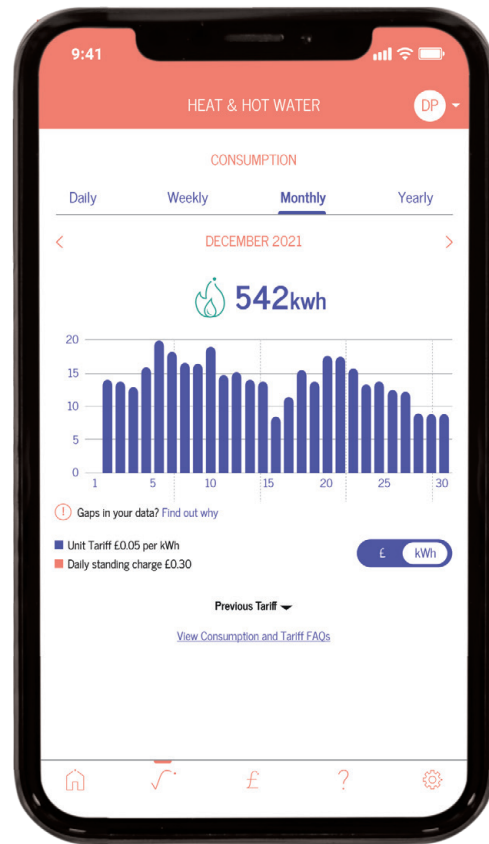 9:41
HEAT & HOT WATER
DP
CONSUMPTION
Daily Weekly Monthly Yearly
DECEMBER 2021
542kwh
20
15
10
5
0
1 5 10 15 20 25 30
! Gaps in your data? Find out why
Unit Tariff £0.05 per kWh
£ kWh
Daily standing charge £0.30
Previous Tariff
View Consumption and Tariff FAQs
£ ?